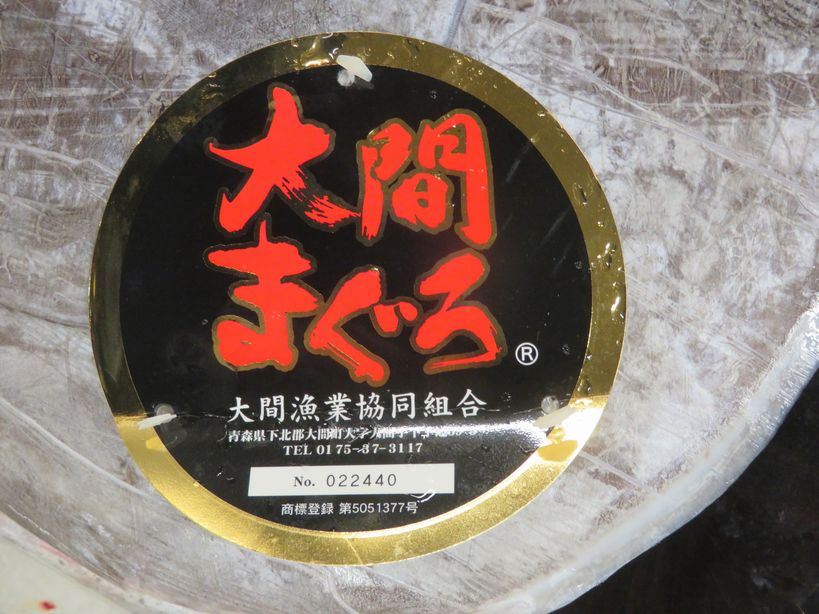 大間
まぐろ®
大間漁業協同組合
青森県下北郡大間町大字大間字下
TEL 0175-37-3117
No. 022440
商標登録 第5051377号